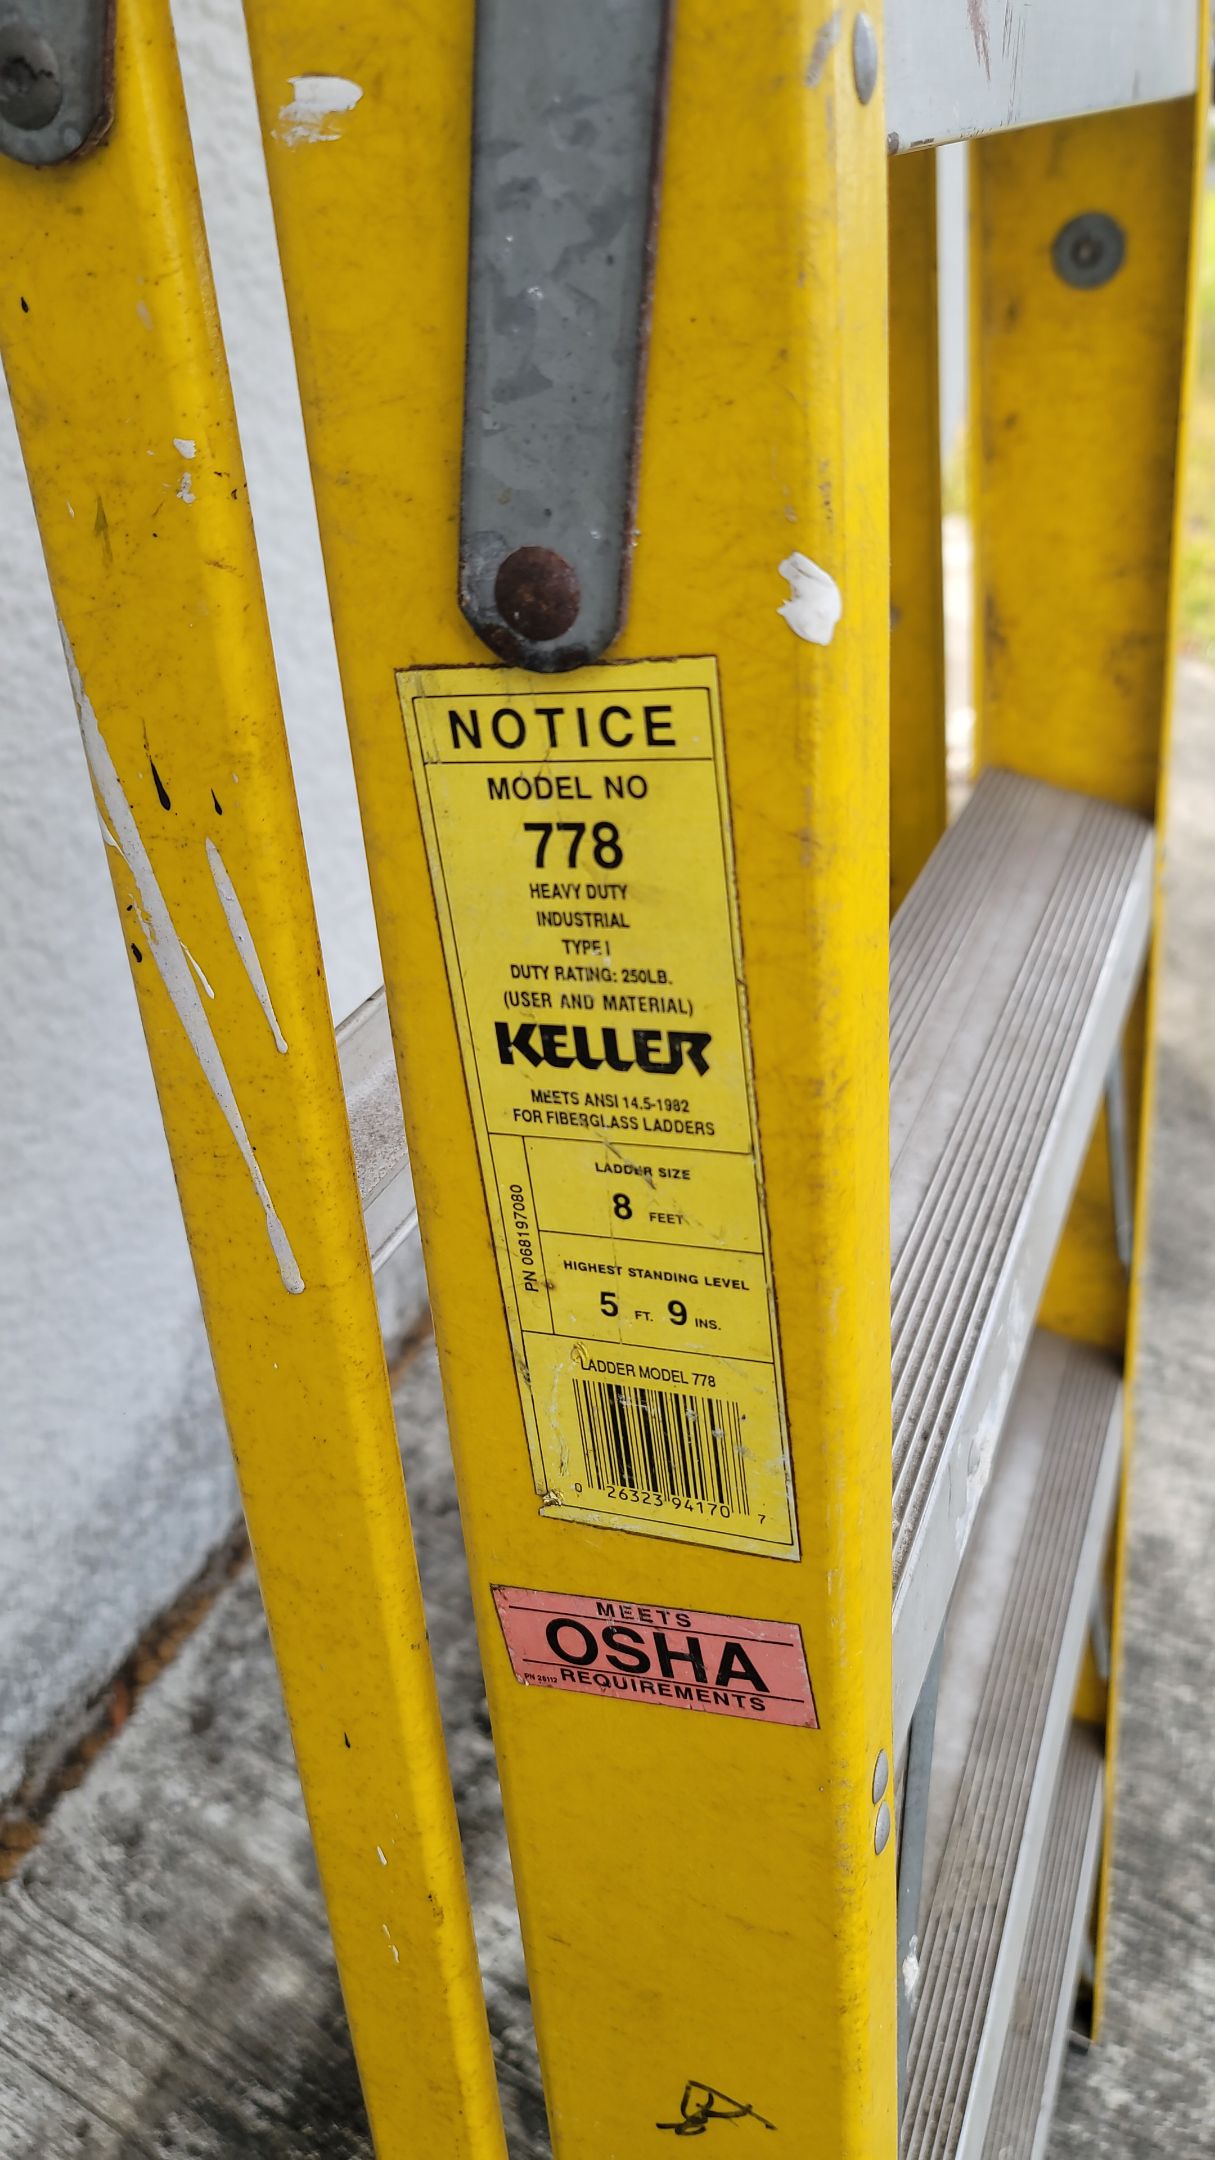 NOTICE
MODEL NO
778
HEAVY DUTY
INDUSTRIAL
TYPE I
DUTY RATING: 250LB.
(USER AND MATERIAL)
KELLER
MEETS ANSI 14.5-1982
FOR FIBERGLASS LADDERS
PN 068197080
LADDER SIZE
8 FEET
HIGHEST STANDING LEVEL
5 FT. 9 INS.
LADDER MODEL 778
0 26323 94170 7
MEETS
OSHA
REQUIREMENTS